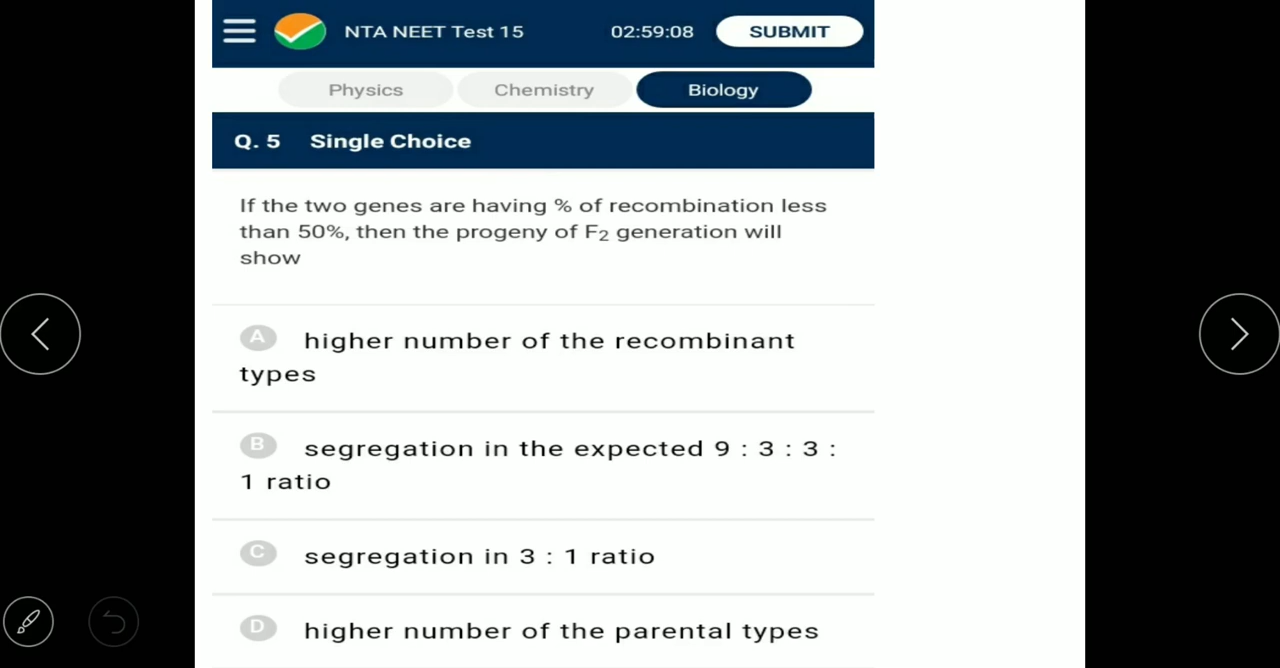 NTA NEET Test 15 02:59:08 SUBMIT
Physics Chemistry Biology
Q. 5 Single Choice
If the two genes are having % of recombination less
than 50%, then the progeny of F₂ generation will
show
A higher number of the recombinant
types
B segregation in the expected 9 : 3 : 3 :
1 ratio
C segregation in 3 : 1 ratio
D higher number of the parental types